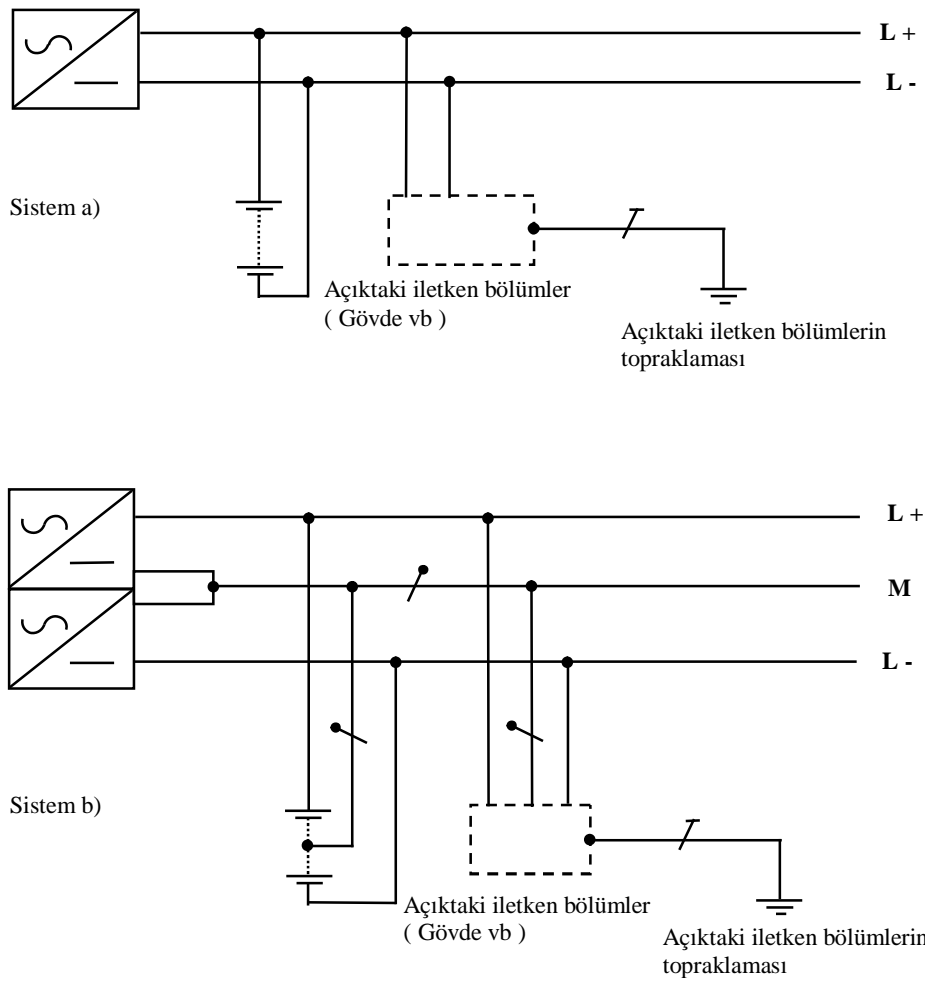 L +
L -
Sistem a)
Açıktaki iletken bölümler
( Gövde vb )
Açıktaki iletken bölümlerin
topraklaması
L +
M
L -
Sistem b)
Açıktaki iletken bölümler
( Gövde vb )
Açıktaki iletken bölümlerin
topraklaması